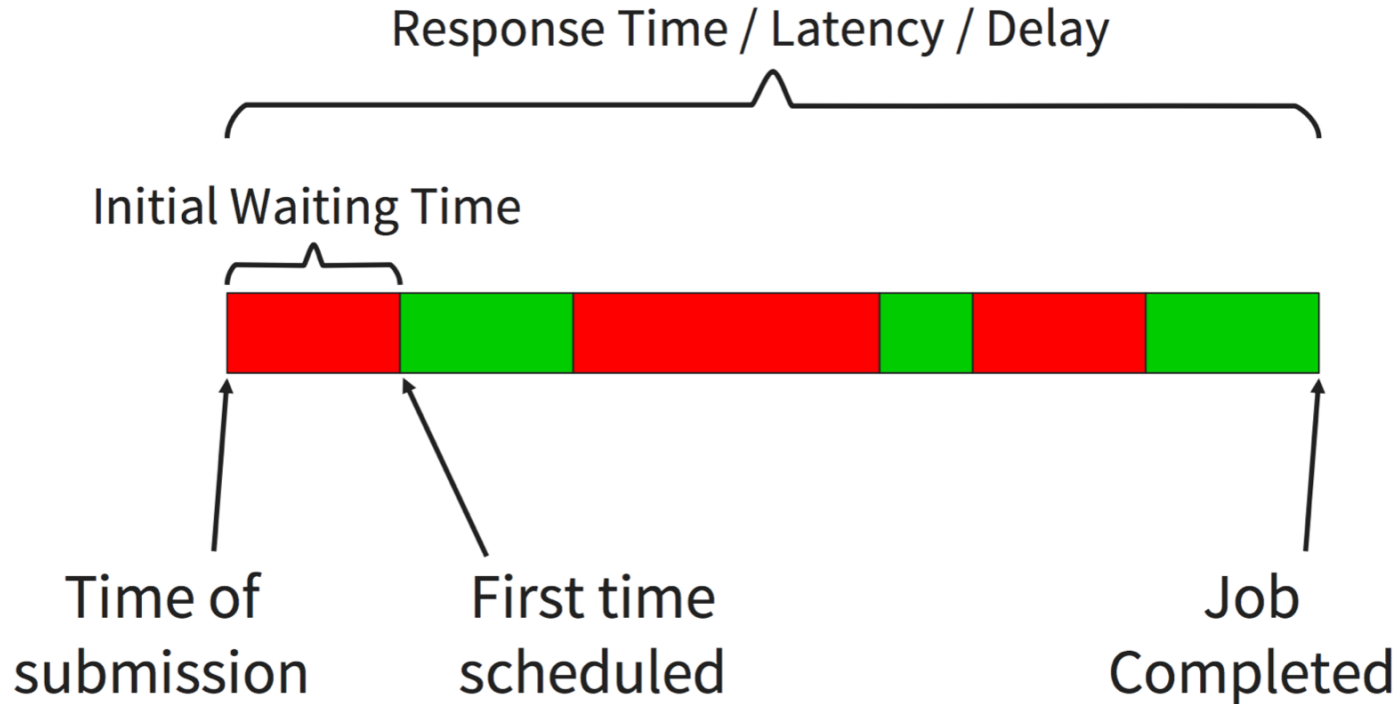 Response Time / Latency / Delay
Initial Waiting Time
Time of
submission
First time
scheduled
Job
Completed